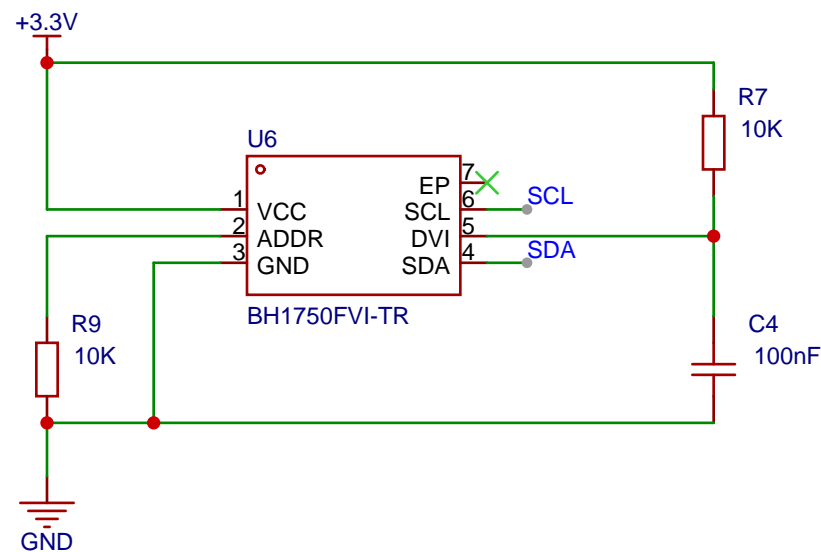 +3.3V
R7
10K
U6
7
EP
SCL
1
VCC
SCL
6
2
ADDR
DVI
5
3
GND
SDA
4
SDA
BH1750FVI-TR
R9
10K
C4
100nF
GND